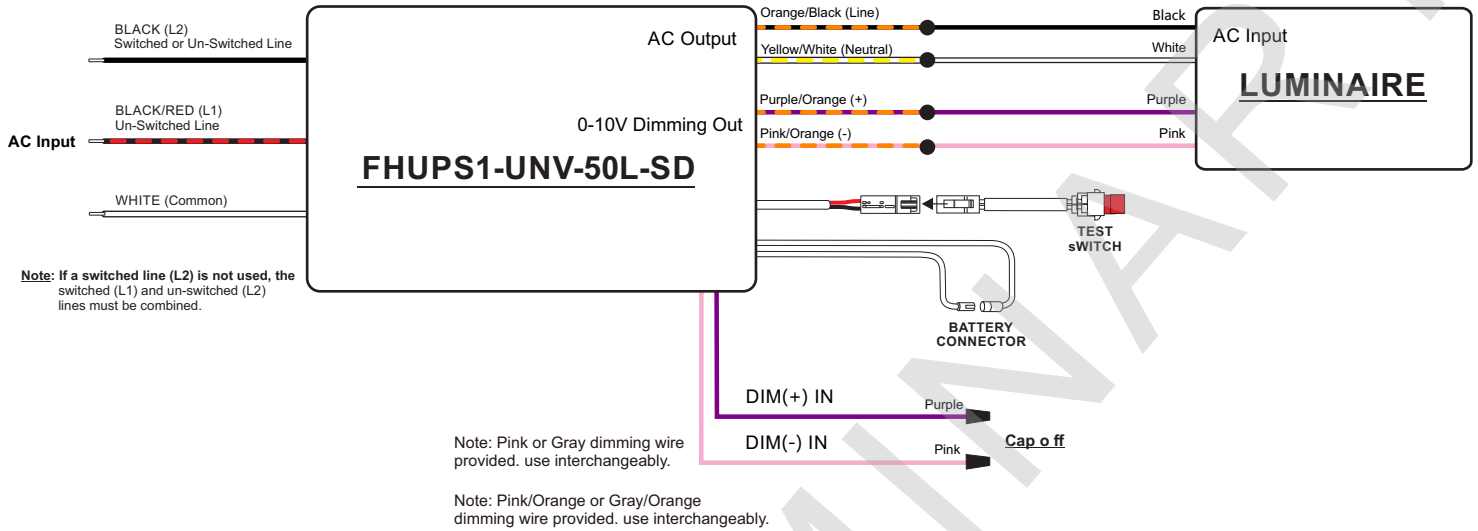 BLACK (L2)
Switched or Un-Switched Line
BLACK/RED (L1)
Un-Switched Line
AC Input
WHITE (Common)
Note: If a switched line (L2) is not used, the
switched (L1) and un-switched (L2)
lines must be combined.
AC Output
0-10V Dimming Out
FHUPS1-UNV-50L-SD
Orange/Black (Line)
Yellow/White (Neutral)
Purple/Orange (+)
Pink/Orange (-)
Black
White
Purple
Pink
AC Input
LUMINAIRE
TEST
sWITCH
BATTERY
CONNECTOR
DIM(+) IN
Purple
DIM(-) IN
Pink
Cap o ff
Note: Pink or Gray dimming wire
provided. use interchangeably.
Note: Pink/Orange or Gray/Orange
dimming wire provided. use interchangeably.
MINAR